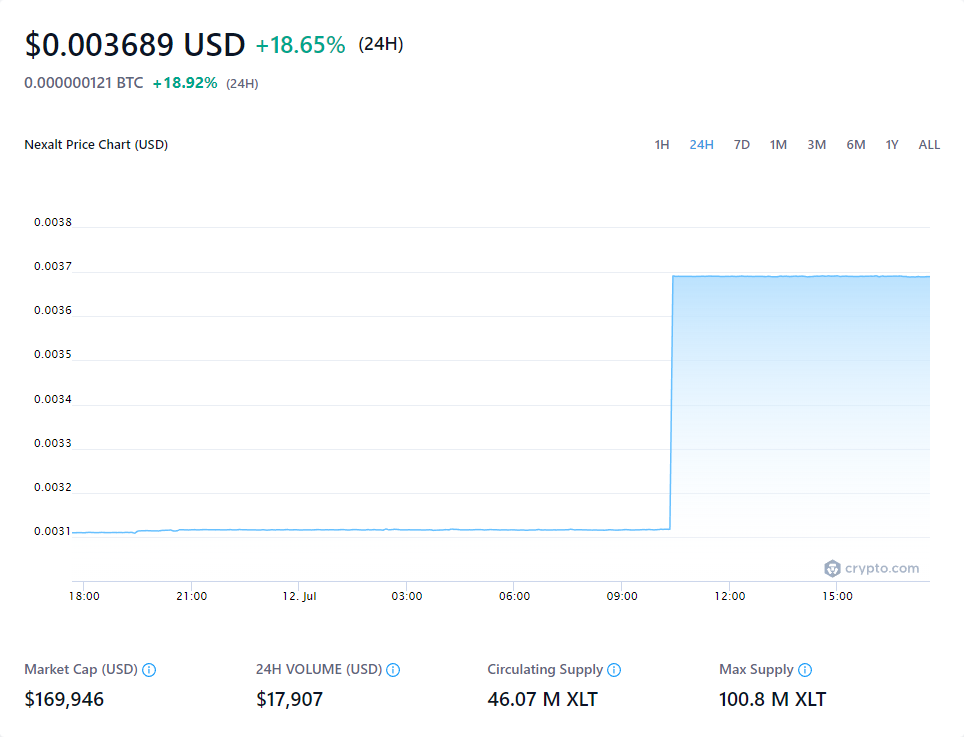 $0.003689 USD +18.65% (24H)
0.000000121 BTC +18.92% (24H)
Nexalt Price Chart (USD) 1H 24H 7D 1M 3M 6M 1Y ALL
0.0038
0.0037
0.0036
0.0035
0.0034
0.0033
0.0032
0.0031
crypto.com
18:00 21:00 12. Jul 03:00 06:00 09:00 12:00 15:00
Market Cap (USD) 24H VOLUME (USD) Circulating Supply Max Supply
$169,946 $17,907 46.07 M XLT 100.8 M XLT